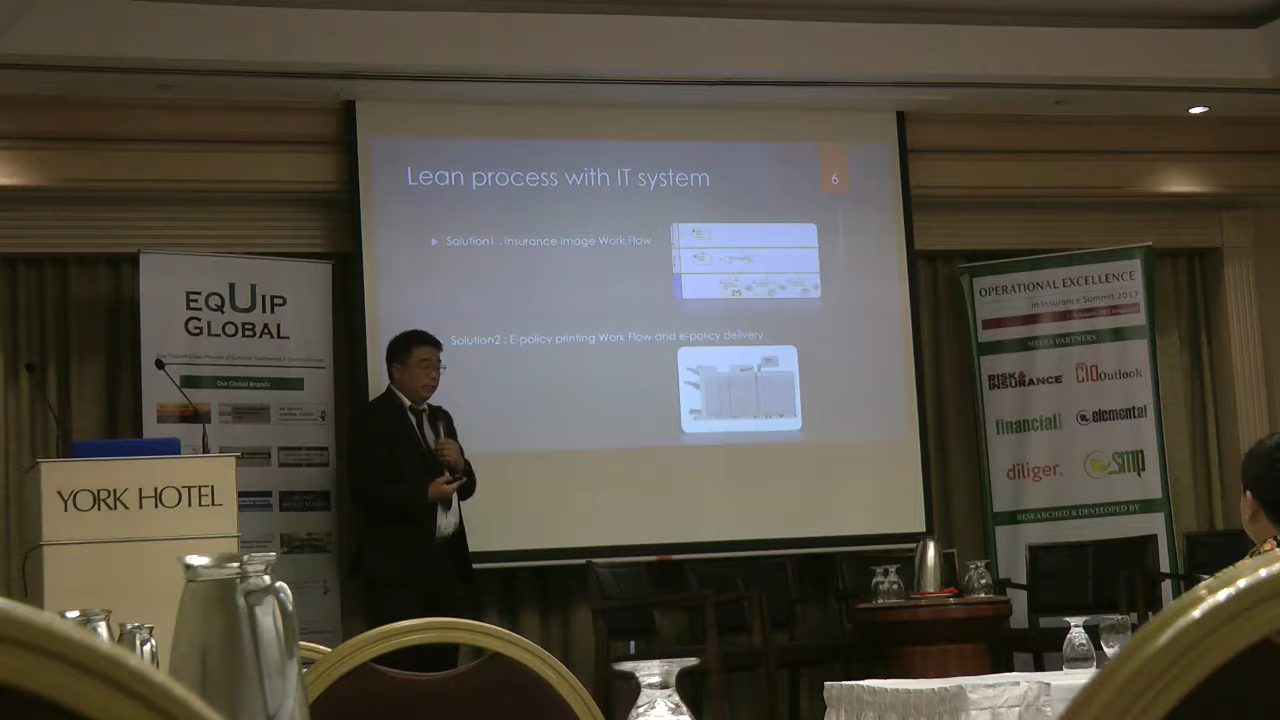 Lean process with IT system
6
Solution1 : Insurance Image Work Flow
Solution2 : E-policy printing Work Flow and e-policy delivery
EQUIP
GLOBAL
Our Global Brands
YORK HOTEL
OPERATIONAL EXCELLENCE
in Insurance Summit 2017
MEDIA PARTNERS
RISK&
INSURANCE
CIO Outlook
financial
elemental
diliger
smp
RESEARCHED & DEVELOPED BY